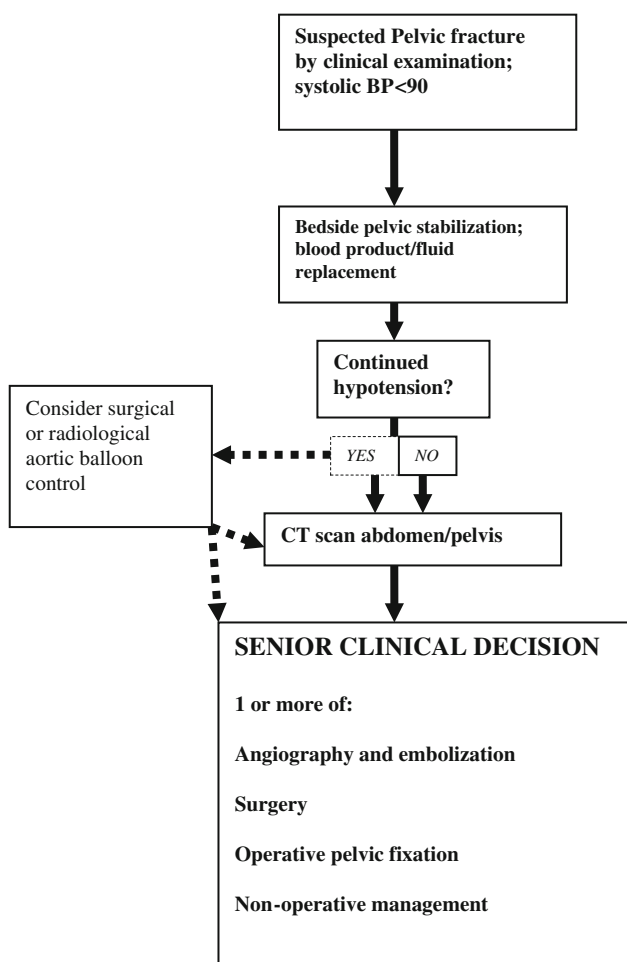 Suspected Pelvic fracture
by clinical examination;
systolic BP<90
Bedside pelvic stabilization;
blood product/fluid
replacement
Continued
hypotension?
Consider surgical
or radiological
aortic balloon
control
YES
NO
CT scan abdomen/pelvis
SENIOR CLINICAL DECISION
1 or more of:
Angiography and embolization
Surgery
Operative pelvic fixation
Non-operative management